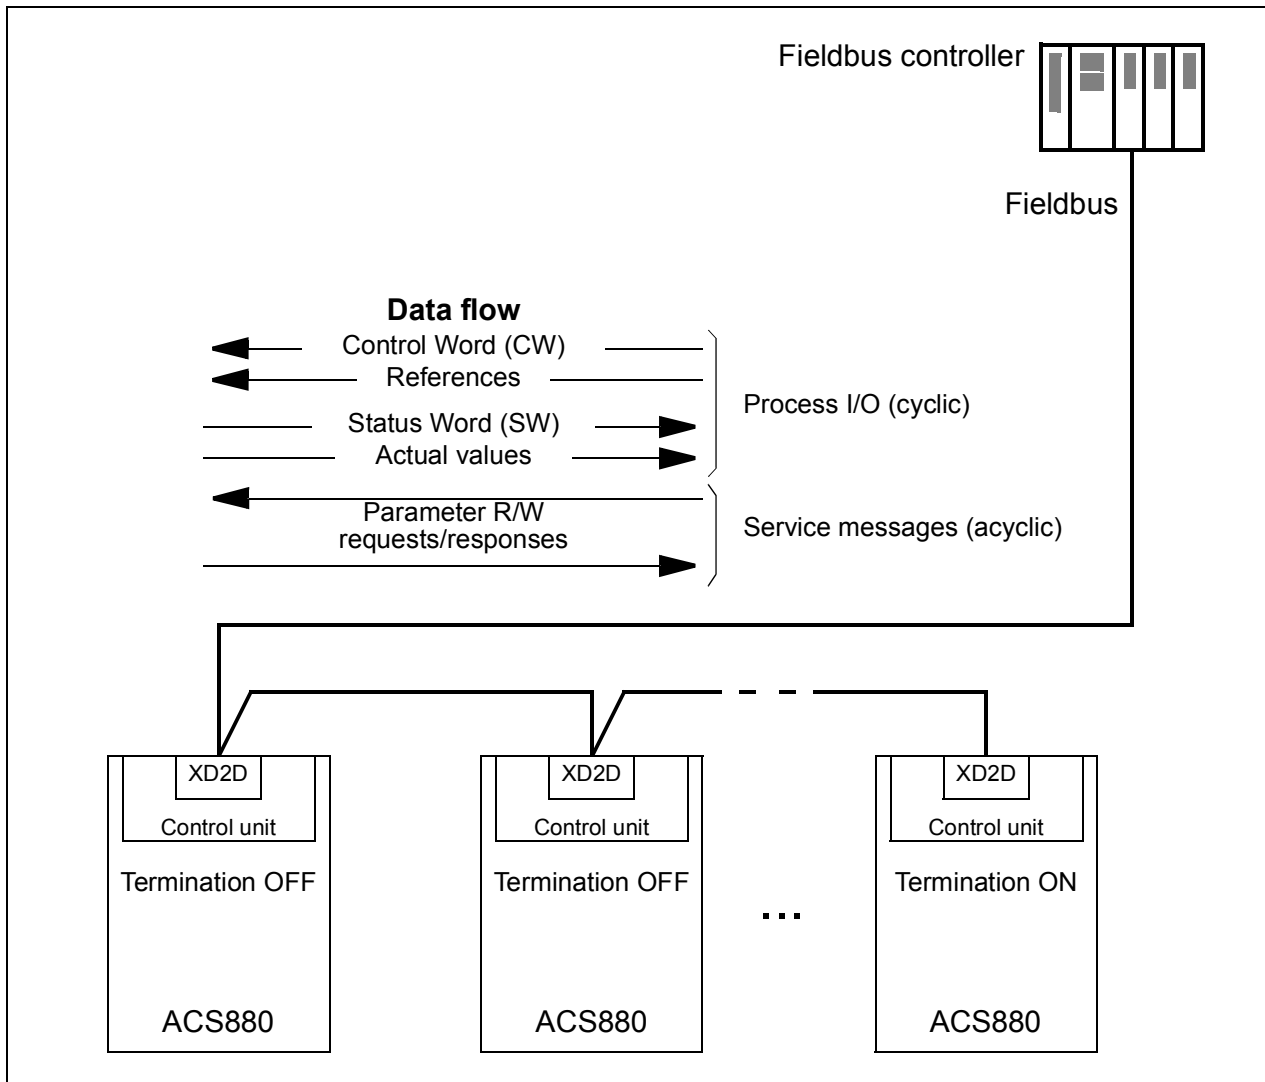 Fieldbus controller
Fieldbus
Data flow
Control Word (CW)
References
Status Word (SW)
Actual values
Process I/O (cyclic)
Parameter R/W
requests/responses
Service messages (acyclic)
XD2D
Control unit
Termination OFF
ACS880
XD2D
Control unit
Termination OFF
ACS880
...
XD2D
Control unit
Termination ON
ACS880